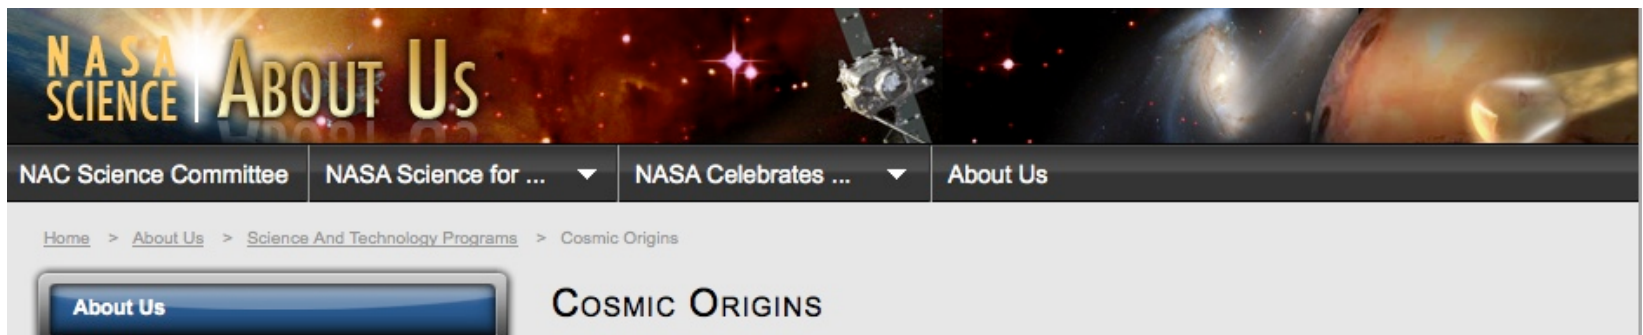 NASA
SCIENCE
ABOUT US
NAC Science Committee
NASA Science for ...
NASA Celebrates ...
About Us
Home > About Us > Science And Technology Programs > Cosmic Origins
About Us
COSMIC ORIGINS